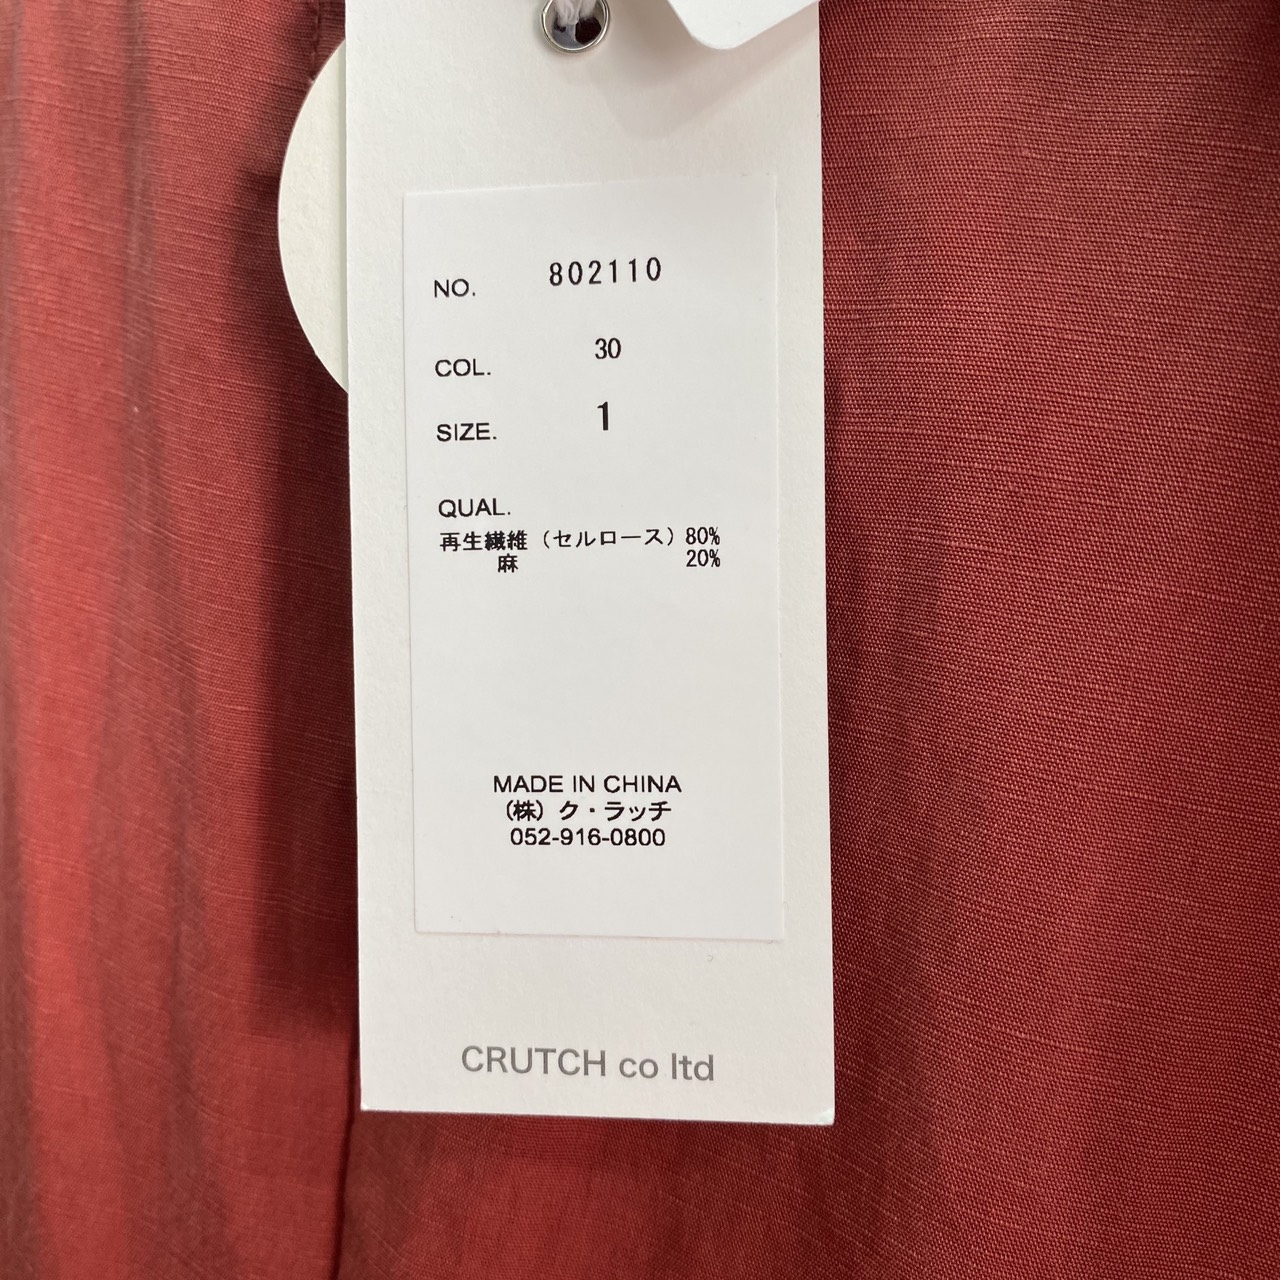 NO. 802110
COL. 30
SIZE. 1
QUAL.
再生繊維（セルロース）80%
麻 20%
MADE IN CHINA
（株）ク・ラッチ
052-916-0800
CRUTCH co ltd